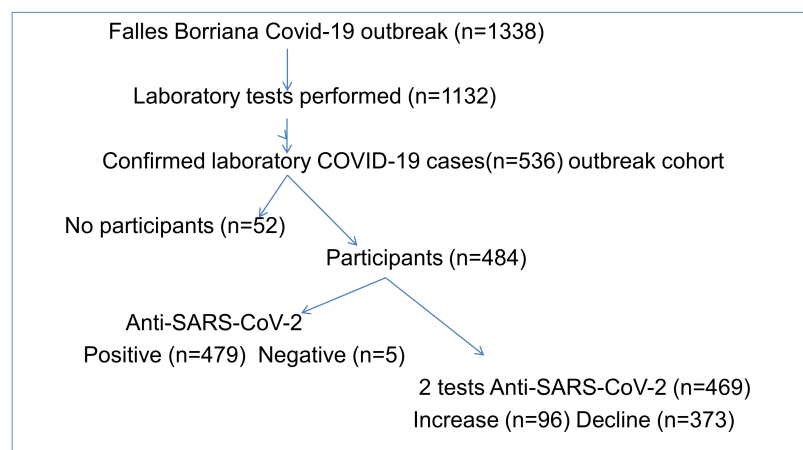 Falles Borriana Covid-19 outbreak (n=1338)
Laboratory tests performed (n=1132)
Confirmed laboratory COVID-19 cases(n=536) outbreak cohort
No participants (n=52)
Participants (n=484)
Anti-SARS-CoV-2
Positive (n=479) Negative (n=5)
2 tests Anti-SARS-CoV-2 (n=469)
Increase (n=96) Decline (n=373)